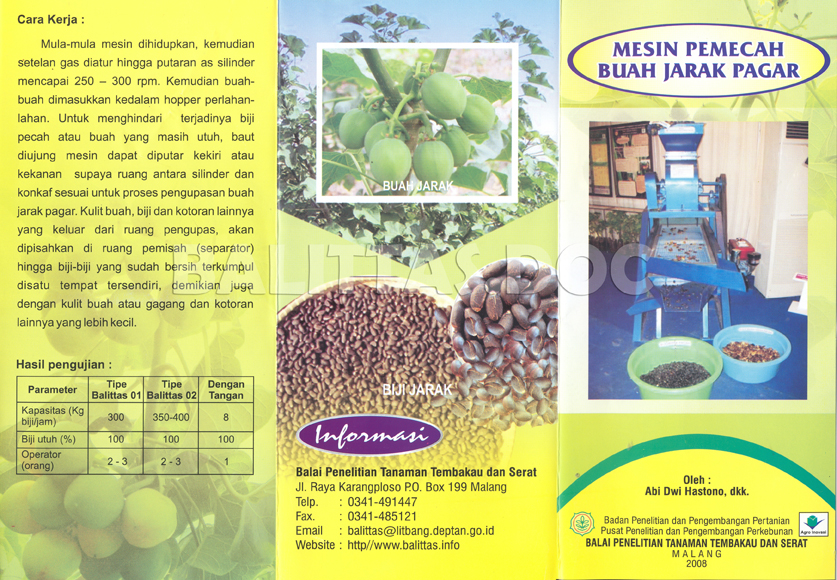 Cara Kerja :
Mula-mula mesin dihidupkan, kemudian
setelan gas diatur hingga putaran as silinder
mencapai 250 – 300 rpm. Kemudian buah-
buah dimasukkan kedalam hopper perlahan-
lahan. Untuk menghindari terjadinya biji
pecah atau buah yang masih utuh, baut
diujung mesin dapat diputar kekiri atau
kekanan supaya ruang antara silinder dan
konkaf sesuai untuk proses pengupasan buah
jarak pagar. Kulit buah, biji dan kotoran lainnya
yang keluar dari ruang pengupas, akan
dipisahkan di ruang pemisah (separator)
hingga biji-biji yang sudah bersih terkumpul
disatu tempat tersendiri, demikian juga
dengan kulit buah atau gagang dan kotoran
lainnya yang lebih kecil.
Hasil pengujian :
Parameter Tipe Balittas 01 Tipe Balittas 02 Dengan Tangan
Kapasitas (Kg biji/jam) 300 350-400 8
Biji utuh (%) 100 100 100
Operator (orang) 2 - 3 2 - 3 1
BUAH JARAK
BALITTAS DOC
BIJI JARAK
Informasi
Balai Penelitian Tanaman Tembakau dan Serat
Jl. Raya Karangploso P.O. Box 199 Malang
Telp. : 0341-491447
Fax. : 0341-485121
Email : balittas@litbang.deptan.go.id
Website : http//www.balittas.info
MESIN PEMECAH
BUAH JARAK PAGAR
Oleh :
Abi Dwi Hastono, dkk.
Badan Penelitian dan Pengembangan Pertanian
Pusat Penelitian dan Pengembangan Perkebunan
BALAI PENELITIAN TANAMAN TEMBAKAU DAN SERAT
MALANG
2008
Agro Inovasi